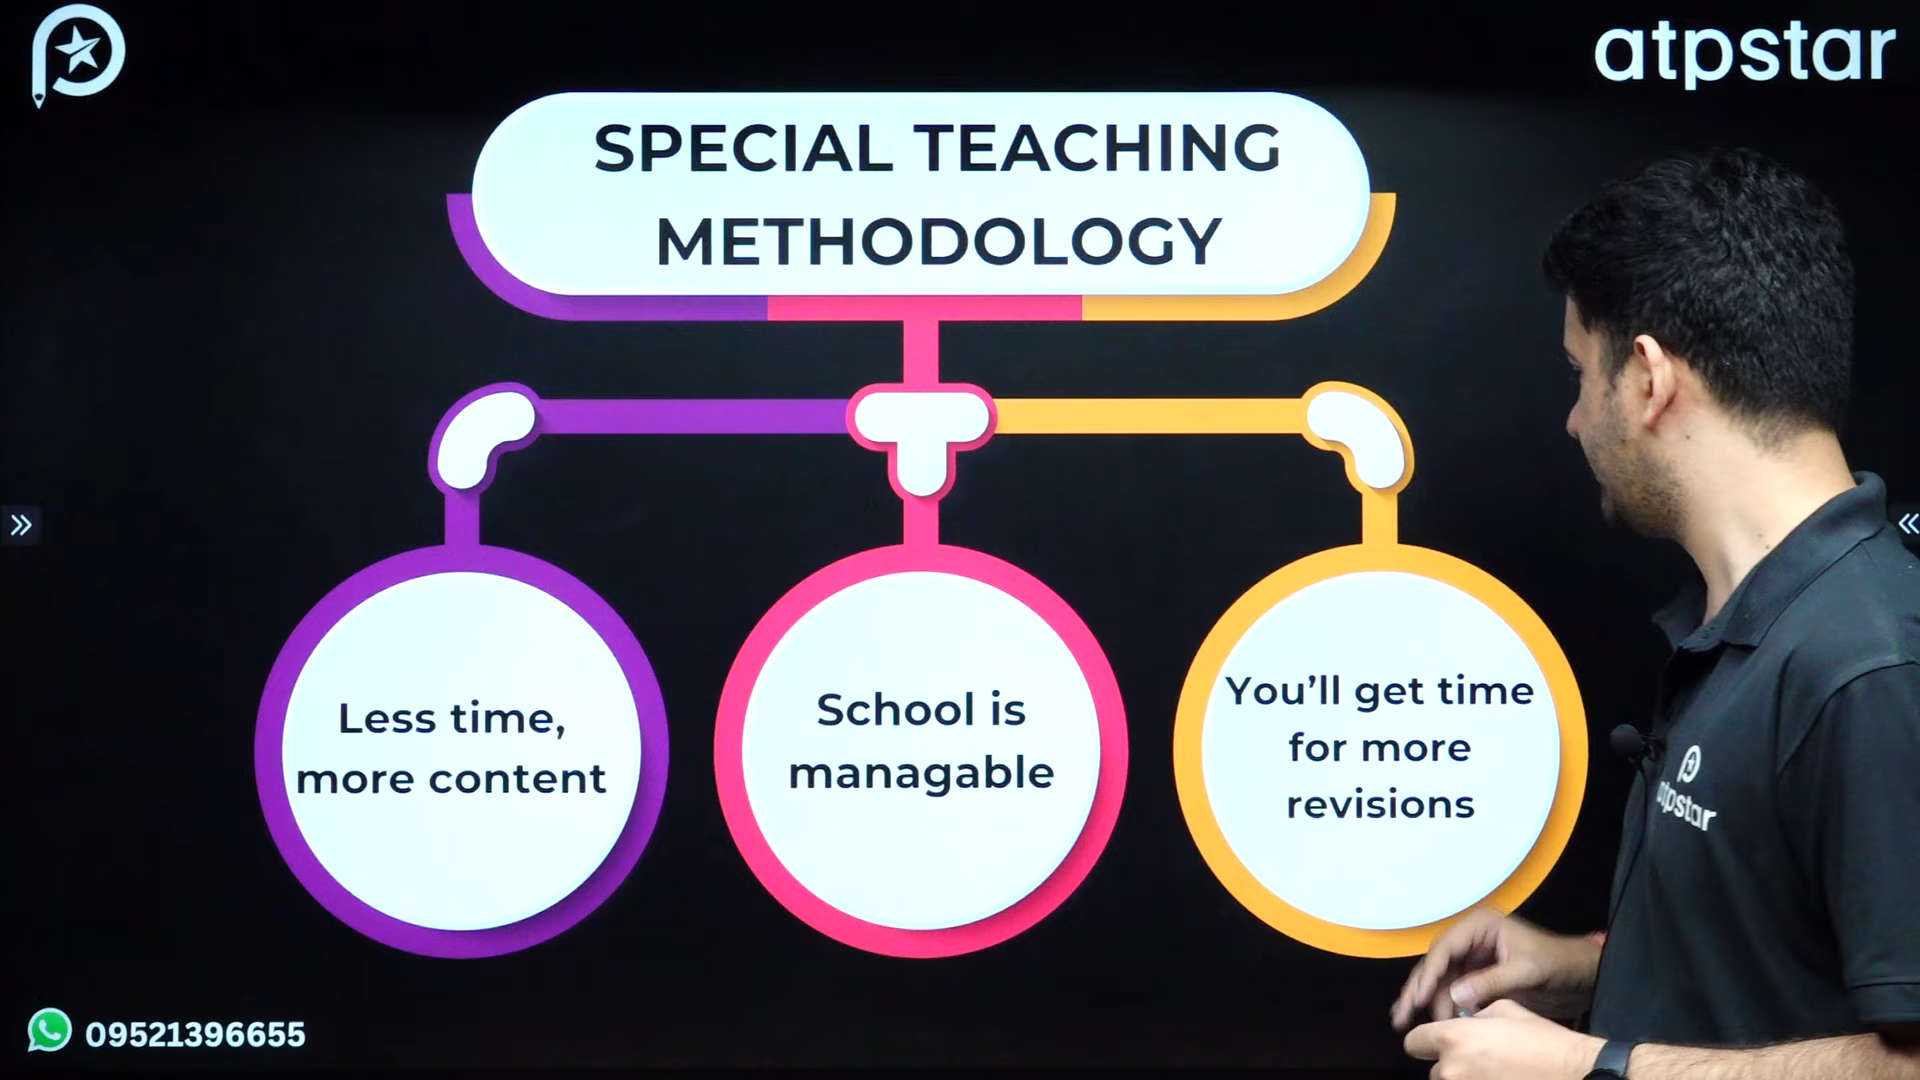 atpstar
SPECIAL TEACHING
METHODOLOGY
Less time,
more content
School is
managable
You'll get time
for more
revisions
atpstar
09521396655